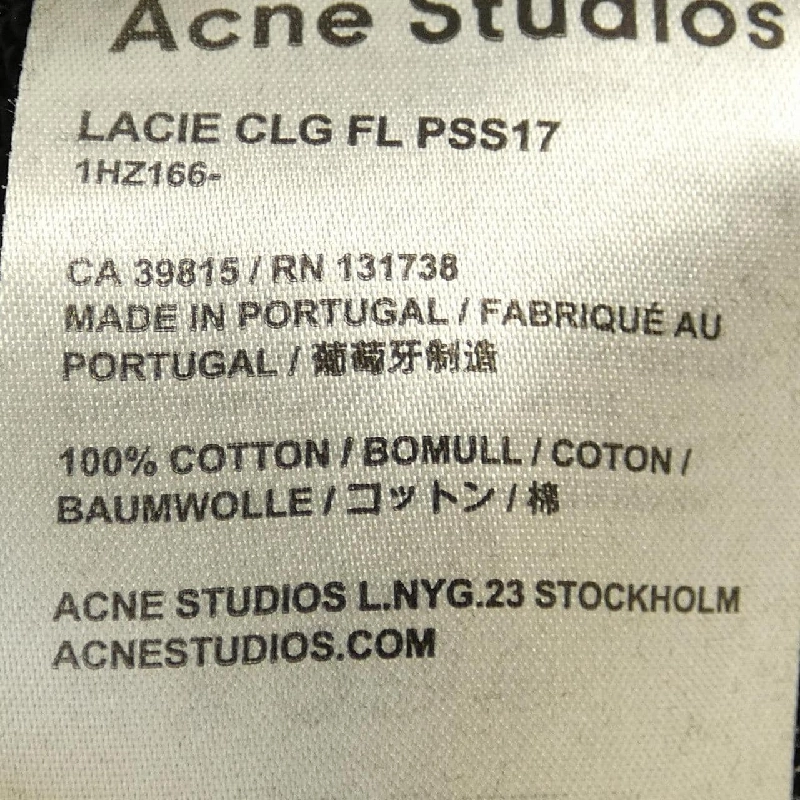 Acne Studios
LACIE CLG FL PSS17
1HZ166-
CA 39815 / RN 131738
MADE IN PORTUGAL / FABRIQUÉ AU
PORTUGAL / 葡萄牙制造
100% COTTON / BOMULL / COTON /
BAUMWOLLE / コットン / 棉
ACNE STUDIOS L.NYG.23 STOCKHOLM
ACNESTUDIOS.COM